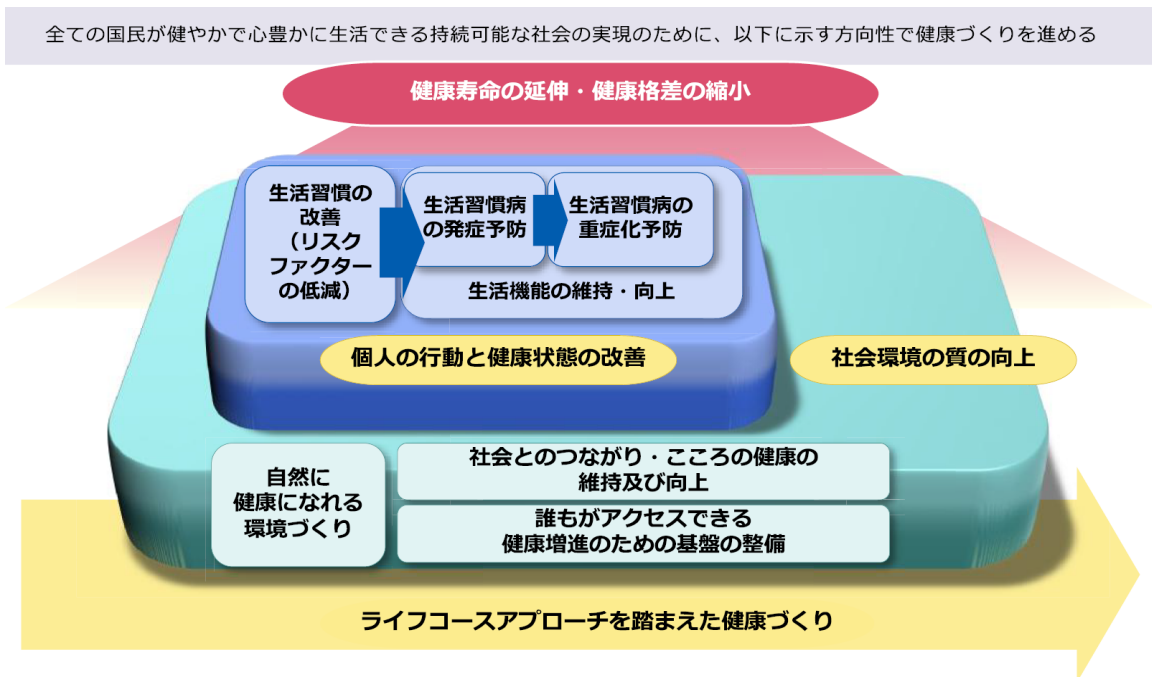 全ての国民が健やかで心豊かに生活できる持続可能な社会の実現のために、以下に示す方向性で健康づくりを進める
健康寿命の延伸・健康格差の縮小
生活習慣の
改善
（リスク
ファクター
の低減）
生活習慣病
の発症予防
生活習慣病の
重症化予防
生活機能の維持・向上
個人の行動と健康状態の改善
社会環境の質の向上
自然に
健康になれる
環境づくり
社会とのつながり・こころの健康の
維持及び向上
誰もがアクセスできる
健康増進のための基盤の整備
ライフコースアプローチを踏まえた健康づくり